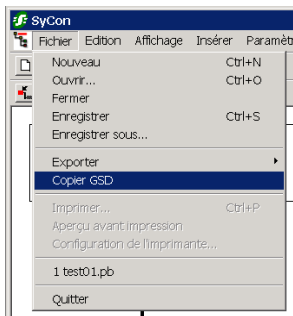 SyCon
Fichier Edition Affichage Insérer Paramèt
Nouveau Ctrl+N
Ouvrir... Ctrl+O
Fermer
Enregistrer Ctrl+S
Enregistrer sous...
Exporter
Copier GSD
Imprimer... Ctrl+P
Aperçu avant impression
Configuration de l'imprimante...
1 test01.pb
Quitter